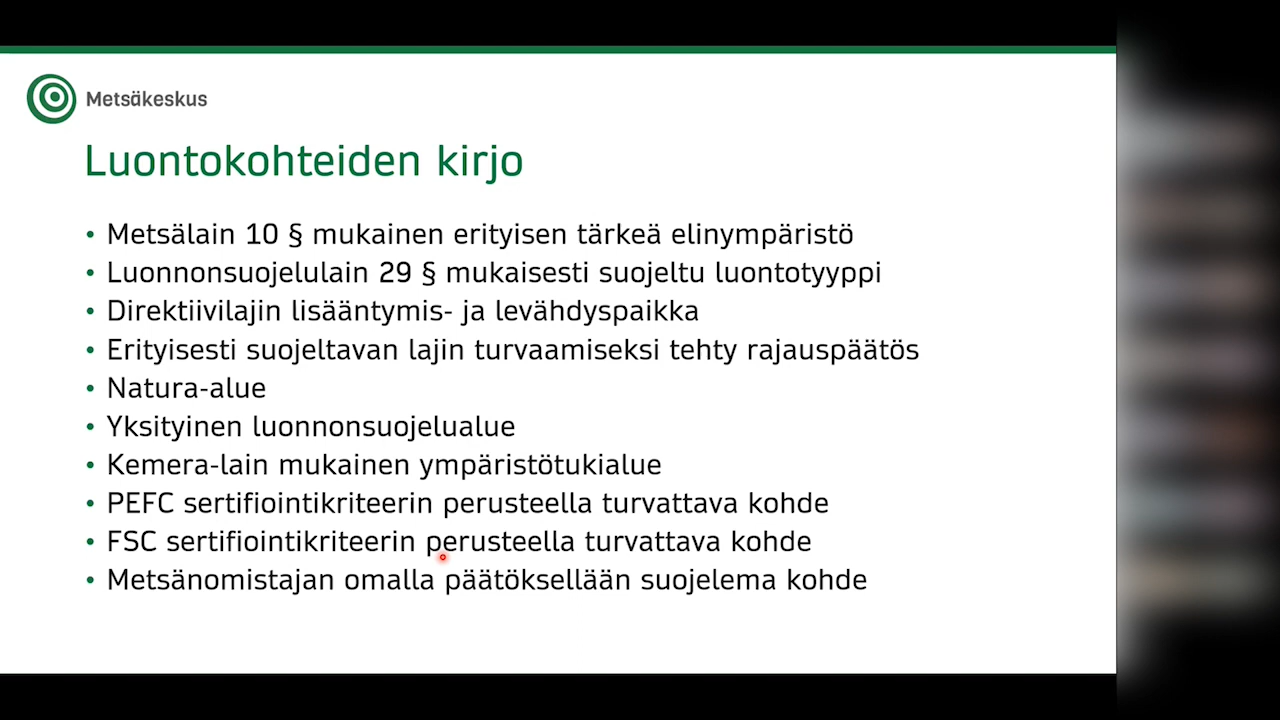 Metsäkeskus
Luontokohteiden kirjo
• Metsälain 10 § mukainen erityisen tärkeä elinympäristö
• Luonnonsuojelulain 29 § mukaisesti suojeltu luontotyyppi
• Direktiivilajin lisääntymis- ja levähdyspaikka
• Erityisesti suojeltavan lajin turvaamiseksi tehty rajauspäätös
• Natura-alue
• Yksityinen luonnonsuojelualue
• Kemera-lain mukainen ympäristötukialue
• PEFC sertifiointikriteerin perusteella turvattava kohde
• FSC sertifiointikriteerin perusteella turvattava kohde
• Metsänomistajan omalla päätöksellään suojelema kohde